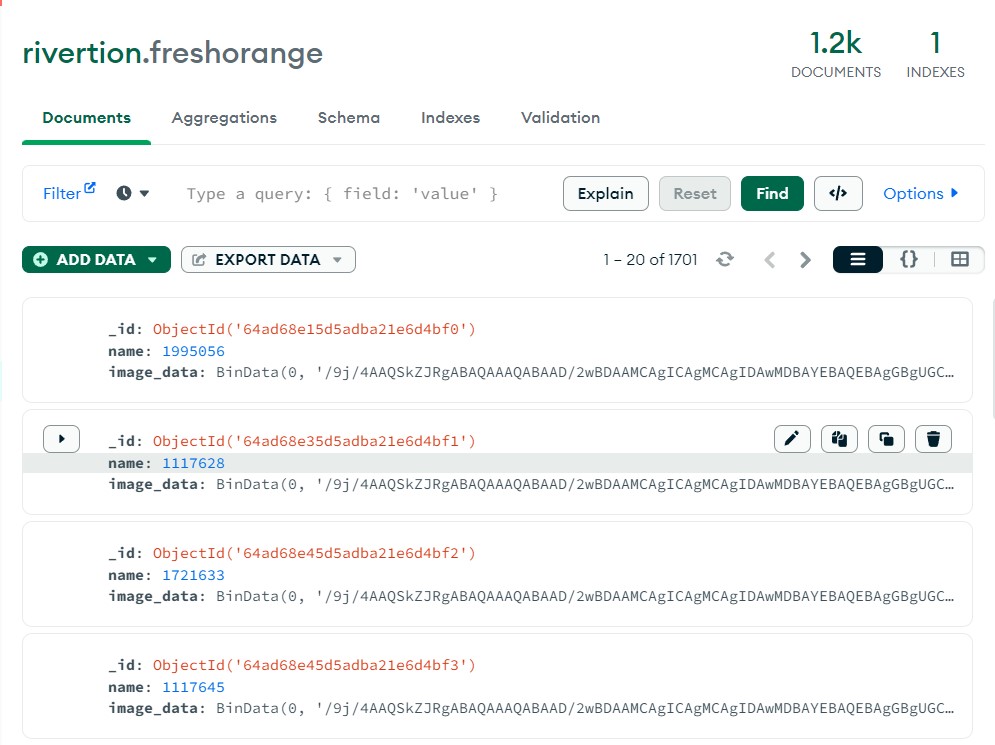 rivertion.freshorange
1.2k 1
DOCUMENTS INDEXES
Documents Aggregations Schema Indexes Validation
Filter Type a query: { field: 'value' } Explain Reset Find </> Options
ADD DATA EXPORT DATA 1 – 20 of 1701 {}
_id: ObjectId('64ad68e15d5adba21e6d4bf0')
name: 1995056
image_data: BinData(0, '/9j/4AAQSkZJRgABAQAAAQABAAD/2wBDAAMCAgICAgMCAgIDAwMDBAYEBAQEBAgGBgUGC…
_id: ObjectId('64ad68e35d5adba21e6d4bf1')
name: 1117628
image_data: BinData(0, '/9j/4AAQSkZJRgABAQAAAQABAAD/2wBDAAMCAgICAgMCAgIDAwMDBAYEBAQEBAgGBgUGC…
_id: ObjectId('64ad68e45d5adba21e6d4bf2')
name: 1721633
image_data: BinData(0, '/9j/4AAQSkZJRgABAQAAAQABAAD/2wBDAAMCAgICAgMCAgIDAwMDBAYEBAQEBAgGBgUGC…
_id: ObjectId('64ad68e45d5adba21e6d4bf3')
name: 1117645
image_data: BinData(0, '/9j/4AAQSkZJRgABAQAAAQABAAD/2wBDAAMCAgICAgMCAgIDAwMDBAYEBAQEBAgGBgUGC…